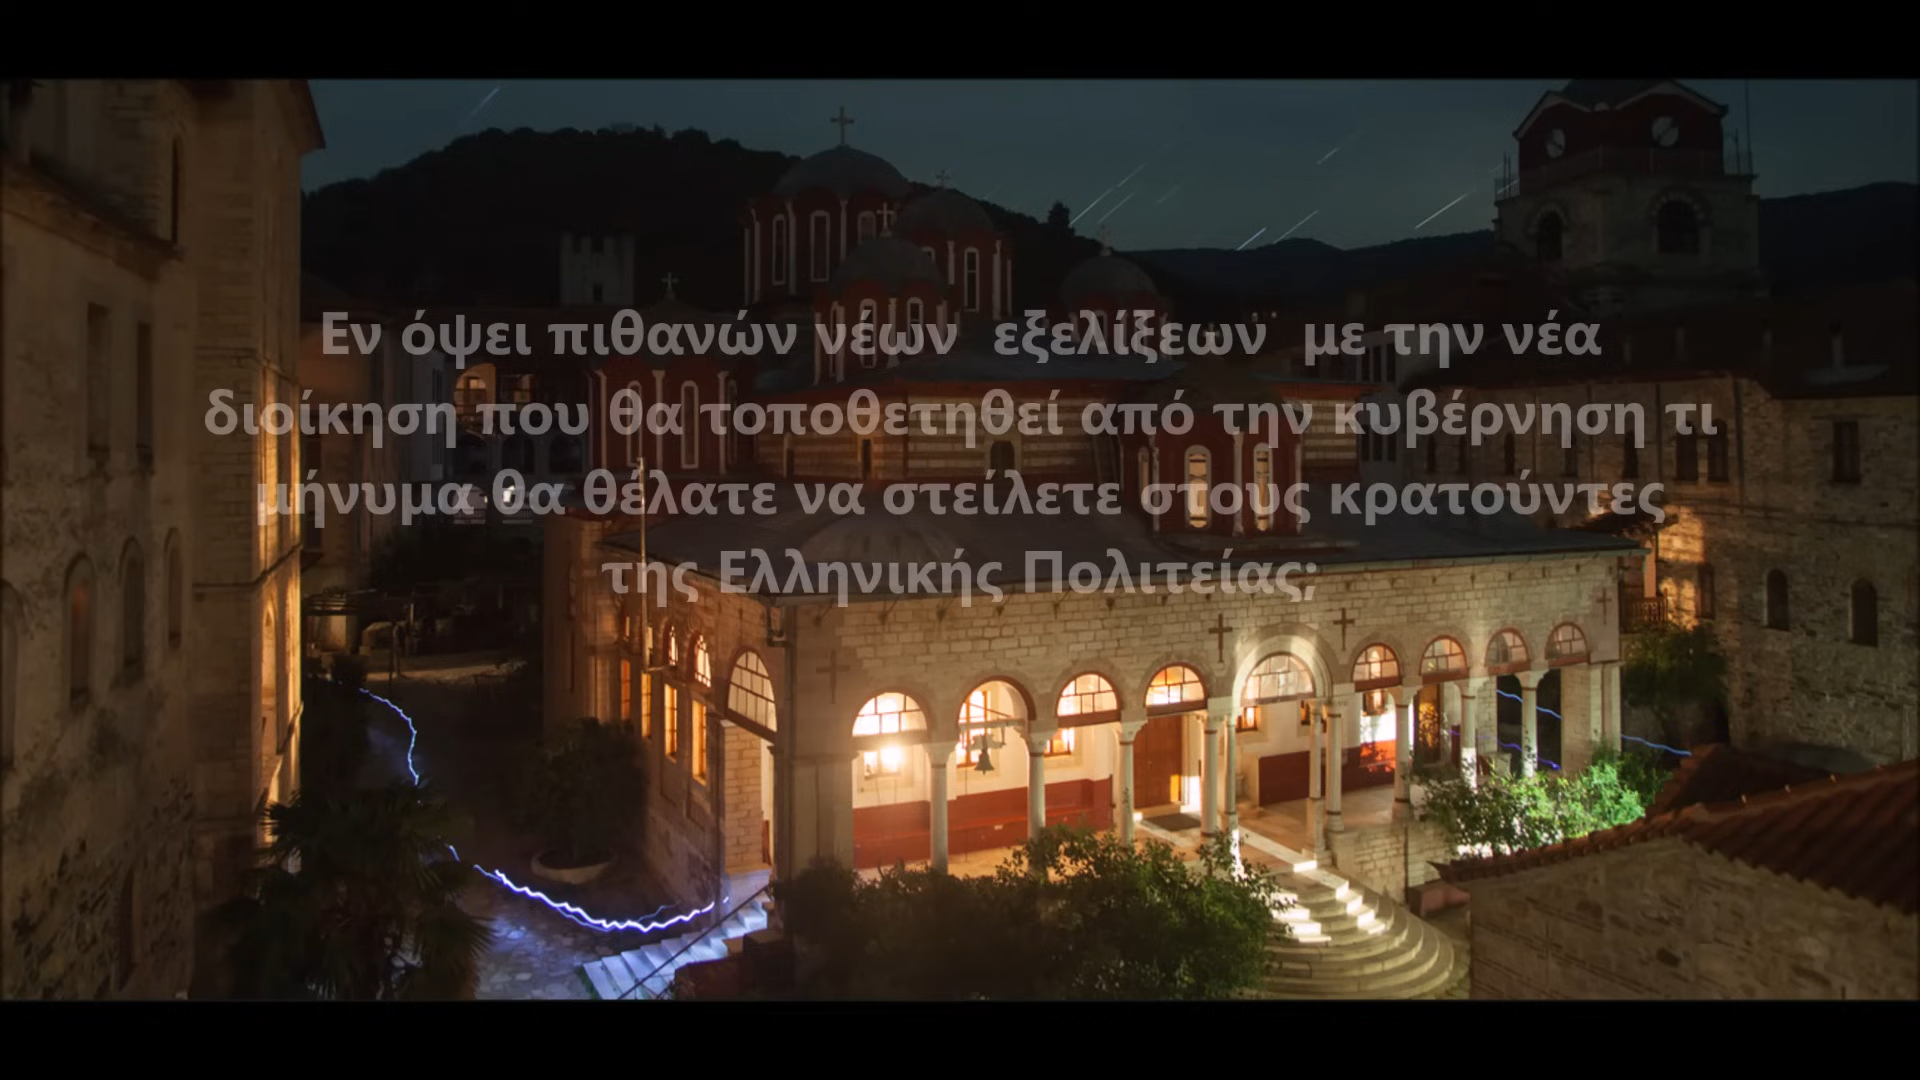 Εν όψει πιθανών νέων εξελίξεων με την νέα
διοίκηση που θα τοποθετηθεί από την κυβέρνηση τι
μήνυμα θα θέλατε να στείλετε στους κρατούντες
της Ελληνικής Πολιτείας;